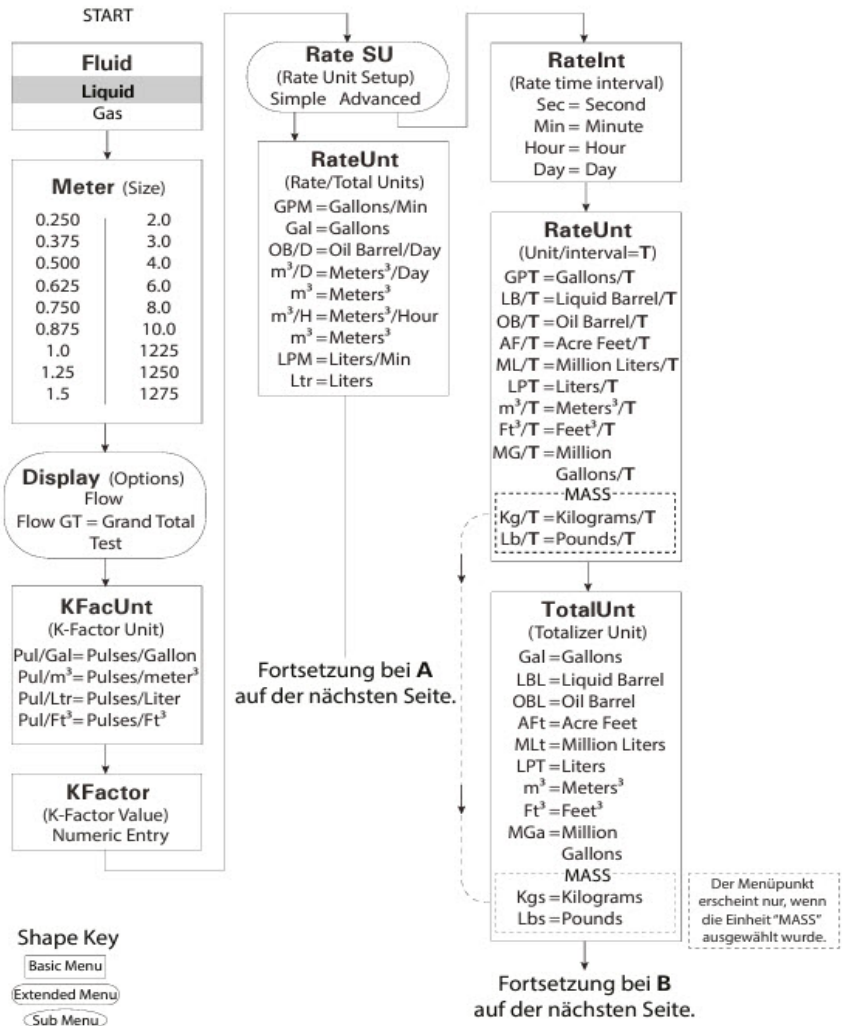 START
Fluid
Liquid
Gas
Meter (Size)
0.250 2.0
0.375 3.0
0.500 4.0
0.625 6.0
0.750 8.0
0.875 10.0
1.0 1225
1.25 1250
1.5 1275
Display (Options)
Flow
Flow GT = Grand Total
Test
KFacUnt
(K-Factor Unit)
Pul/Gal=Pulses/Gallon
Pul/m³=Pulses/meter³
Pul/Ltr=Pulses/Liter
Pul/Ft³=Pulses/Ft³
KFactor
(K-Factor Value)
Numeric Entry
Shape Key
Basic Menu
Extended Menu
Sub Menu
Rate SU
(Rate Unit Setup)
Simple Advanced
RateUnt
(Rate/Total Units)
GPM =Gallons/Min
Gal =Gallons
OB/D =Oil Barrel/Day
m³/D =Meters³/Day
m³ =Meters³
m³/H =Meters³/Hour
m³ =Meters³
LPM =Liters/Min
Ltr =Liters
Fortsetzung bei A
auf der nächsten Seite.
RateInt
(Rate time interval)
Sec = Second
Min = Minute
Hour = Hour
Day = Day
RateUnt
(Unit/interval=T)
GPT =Gallons/T
LB/T =Liquid Barrel/T
OB/T =Oil Barrel/T
AF/T =Acre Feet/T
ML/T =Million Liters/T
LPT =Liters/T
m³/T =Meters³/T
Ft³/T =Feet³/T
MG/T =Million
Gallons/T
MASS
Kg/T =Kilograms/T
Lb/T =Pounds/T
TotalUnt
(Totalizer Unit)
Gal =Gallons
LBL =Liquid Barrel
OBL =Oil Barrel
AFt =Acre Feet
MLt =Million Liters
LPT =Liters
m³ =Meters³
Ft³ =Feet³
MGa =Million
Gallons
MASS
Kgs =Kilograms
Lbs =Pounds
Der Menüpunkt
erscheint nur, wenn
die Einheit "MASS"
ausgewählt wurde.
Fortsetzung bei B
auf der nächsten Seite.